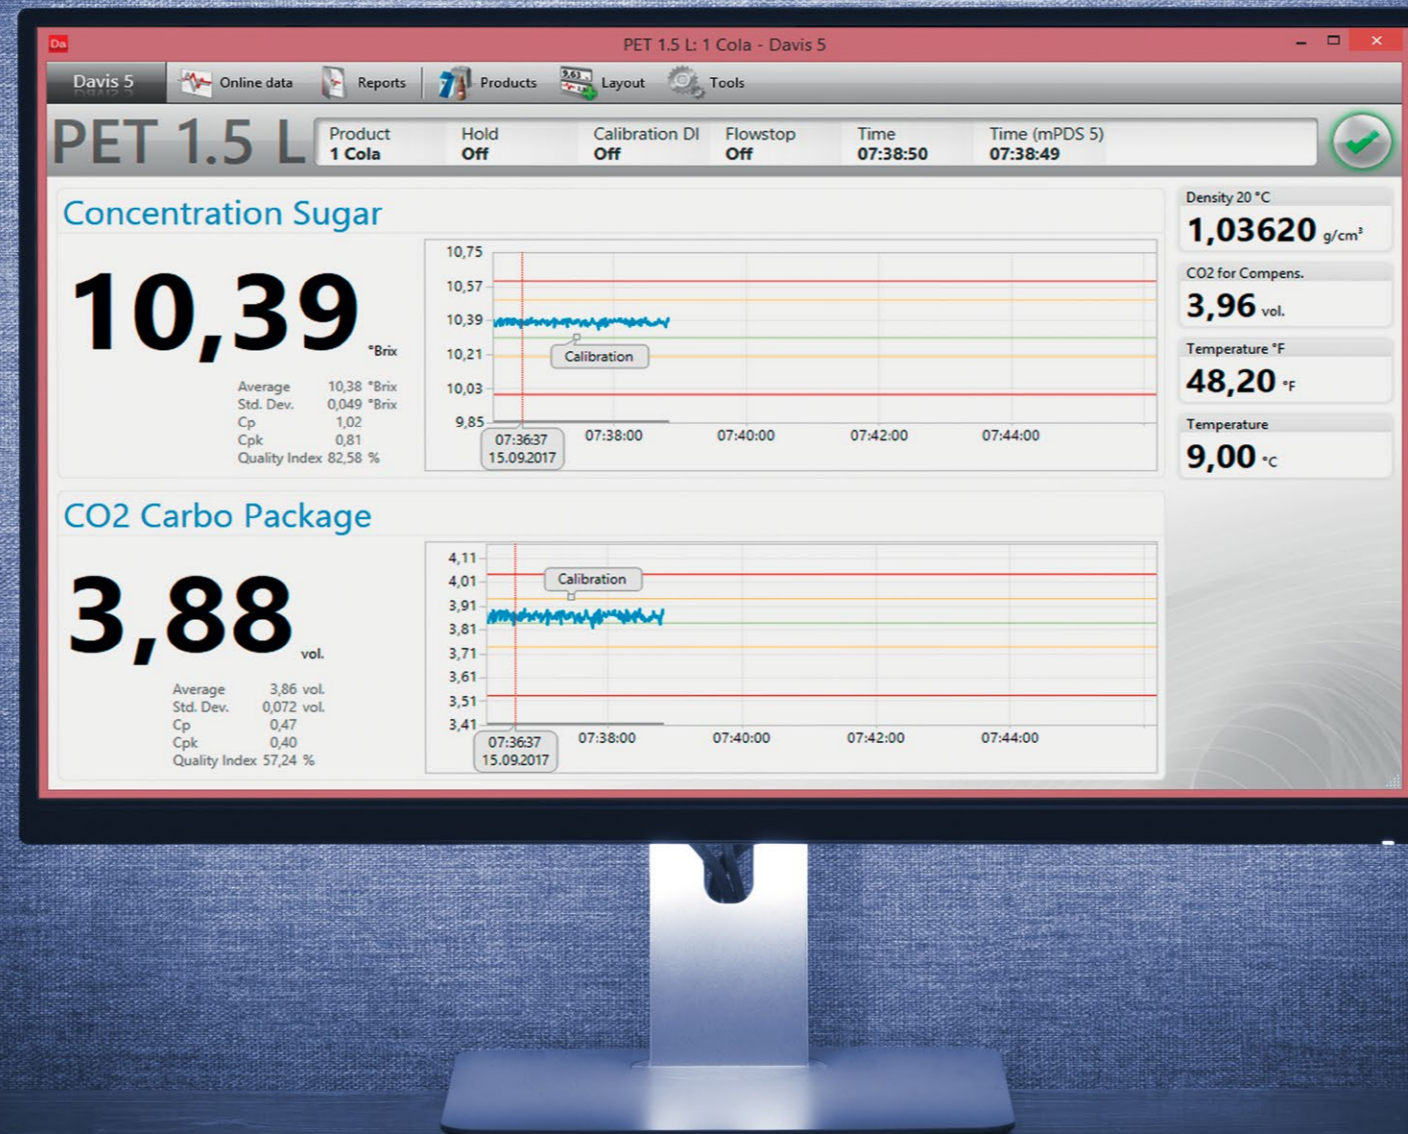 Da
PET 1.5 L: 1 Cola - Davis 5
Davis 5 Online data Reports Products Layout Tools
9,63
PET 1.5 L
Product Hold Calibration DI Flowstop Time Time (mPDS 5)
1 Cola Off Off Off 07:38:50 07:38:49
Concentration Sugar
10,39 °Brix
Average 10,38 °Brix
Std. Dev. 0,049 °Brix
Cp 1,02
Cpk 0,81
Quality Index 82,58 %
10,75
10,57
10,39
10,21
10,03
9,85
Calibration
07:36:37 07:38:00 07:40:00 07:42:00 07:44:00
15.09.2017
Density 20 °C
1,03620 g/cm³
CO2 for Compens.
3,96 vol.
Temperature °F
48,20 °F
Temperature
9,00 °C
CO2 Carbo Package
3,88 vol.
Average 3,86 vol.
Std. Dev. 0,072 vol.
Cp 0,47
Cpk 0,40
Quality Index 57,24 %
4,11
4,01
3,91
3,81
3,71
3,61
3,51
3,41
Calibration
07:36:37 07:38:00 07:40:00 07:42:00 07:44:00
15.09.2017